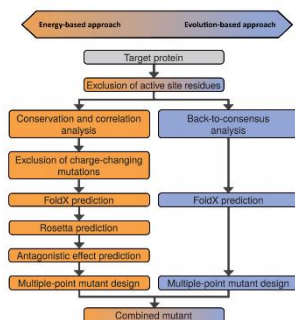 Energy-based approach
Evolution-based approach
Target protein
Exclusion of active site residues
Conservation and correlation
analysis
Back-to-consensus
analysis
Exclusion of charge-changing
mutations
FoldX prediction
FoldX prediction
Rosetta prediction
Antagonistic effect prediction
Multiple-point mutant design
Multiple-point mutant design
Combined mutant